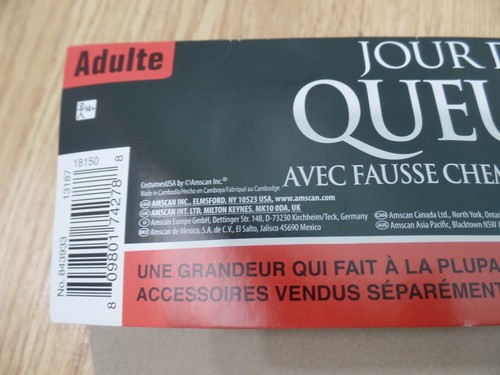 Adulte
JOUR
QUEU
AVEC FAUSSE CHEM
14+
CostumesUSA by ©Amscan Inc.®
Made in Cambodia/Hecho en Camboya/Fabriqué au Cambodge
AMSCAN INC., ELMSFORD, NY 10523 USA, www.amscan.com
AMSCAN INT. LTD, MILTON KEYNES, MK10 0DA, UK
Amscan Europe GmbH, Dettinger Str. 148, D-73230 Kirchheim/Teck, Germany
Amscan de Mexico, S.A. de C.V., El Salto, Jalisco 45690 Mexico
Amscan Canada Ltd., North York, Ontario
Amscan Asia Pacific, Blacktown NSW
UNE GRANDEUR QUI FAIT À LA PLUPA
ACCESSOIRES VENDUS SÉPARÉMENT
No. 843933
13187 18150
8 09801 74278 8